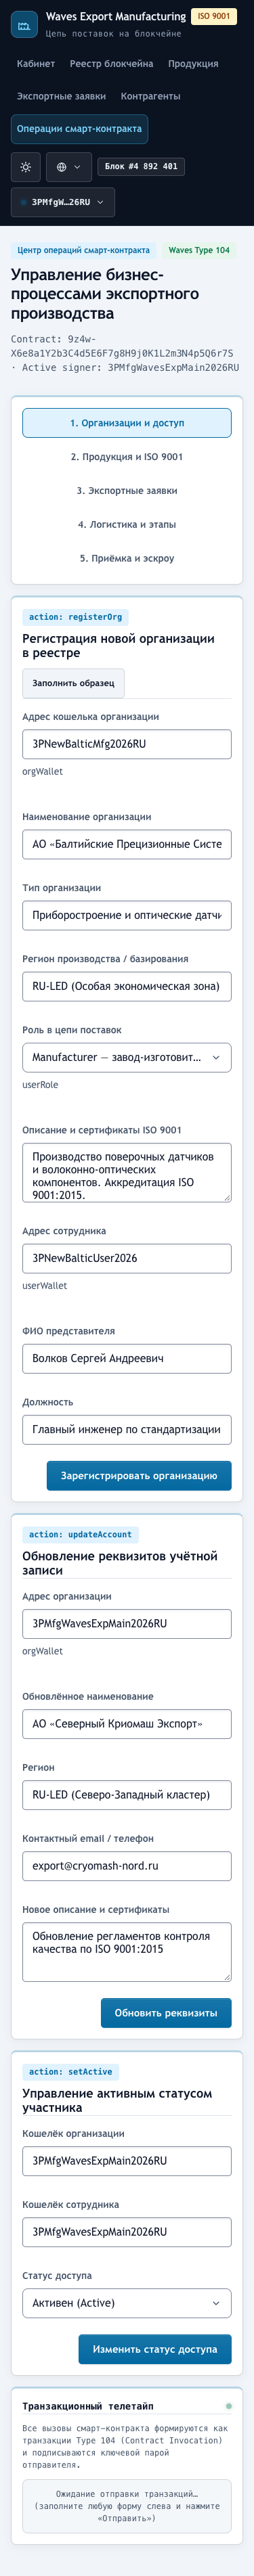 Waves Export Manufacturing
ISO 9001
Цепь поставок на блокчейне
Кабинет
Реестр блокчейна
Продукция
Экспортные заявки
Контрагенты
Операции смарт-контракта
Блок #4 892 401
3PMfgW…26RU
Центр операций смарт-контракта
Waves Type 104
Управление бизнес-
процессами экспортного
производства
Contract: 9z4w-
X6e8a1Y2b3C4d5E6F7g8H9j0K1L2m3N4p5Q6r7S
· Active signer: 3PMfgWavesExpMain2026RU
1. Организации и доступ
2. Продукция и ISO 9001
3. Экспортные заявки
4. Логистика и этапы
5. Приёмка и эскроу
action: registerOrg
Регистрация новой организации
в реестре
Заполнить образец
Адрес кошелька организации
3PNewBalticMfg2026RU
orgWallet
Наименование организации
АО «Балтийские Прецизионные Систе
Тип организации
Приборостроение и оптические датчи
Регион производства / базирования
RU-LED (Особая экономическая зона)
Роль в цепи поставок
Manufacturer — завод-изготовит…
userRole
Описание и сертификаты ISO 9001
Производство поверочных датчиков
и волоконно-оптических
компонентов. Аккредитация ISO
9001:2015.
Адрес сотрудника
3PNewBalticUser2026
userWallet
ФИО представителя
Волков Сергей Андреевич
Должность
Главный инженер по стандартизации
Зарегистрировать организацию
action: updateAccount
Обновление реквизитов учётной
записи
Адрес организации
3PMfgWavesExpMain2026RU
orgWallet
Обновлённое наименование
АО «Северный Криомаш Экспорт»
Регион
RU-LED (Северо-Западный кластер)
Контактный email / телефон
export@cryomash-nord.ru
Новое описание и сертификаты
Обновление регламентов контроля
качества по ISO 9001:2015
Обновить реквизиты
action: setActive
Управление активным статусом
участника
Кошелёк организации
3PMfgWavesExpMain2026RU
Кошелёк сотрудника
3PMfgWavesExpMain2026RU
Статус доступа
Активен (Active)
Изменить статус доступа
Транзакционный телетайп
Все вызовы смарт-контракта формируются как
транзакции Type 104 (Contract Invocation)
и подписываются ключевой парой
отправителя.
Ожидание отправки транзакций…
(заполните любую форму слева и нажмите
«Отправить»)